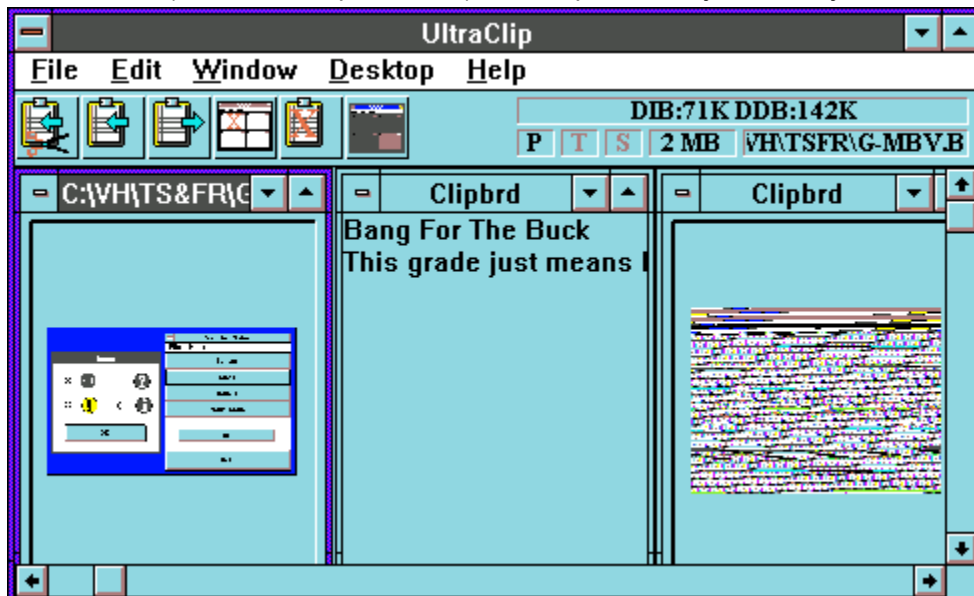 UltraClip
File Edit Window Desktop Help
DIB:71K DDB:142K
P T S 2 MB VH\TSFR\G-MBV.B
C:\VH\TS&FR\G
Clipbrd
Clipbrd
Bang For The Buck
This grade just means